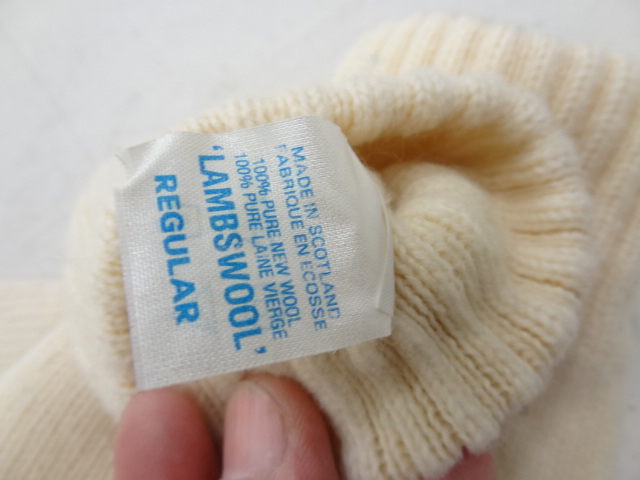 MADE IN SCOTLAND
FABRIQUE EN ECOSSE
100% PURE NEW WOOL
100% PURE LAINE VIERGE
'LAMBSWOOL'
REGULAR